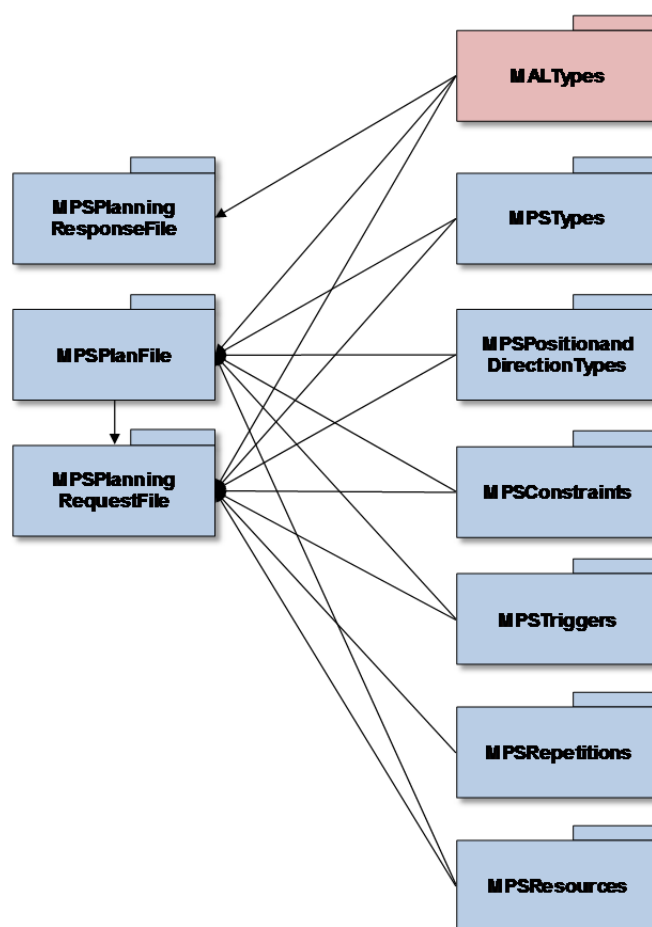 MALTypes
MPSPlanning
ResponseFile
MPSTypes
MPSPlanFile
MPSPositionand
DirectionTypes
MPSPlanning
RequestFile
MPSConstraints
MPSTriggers
MPSRepetitions
MPSResources